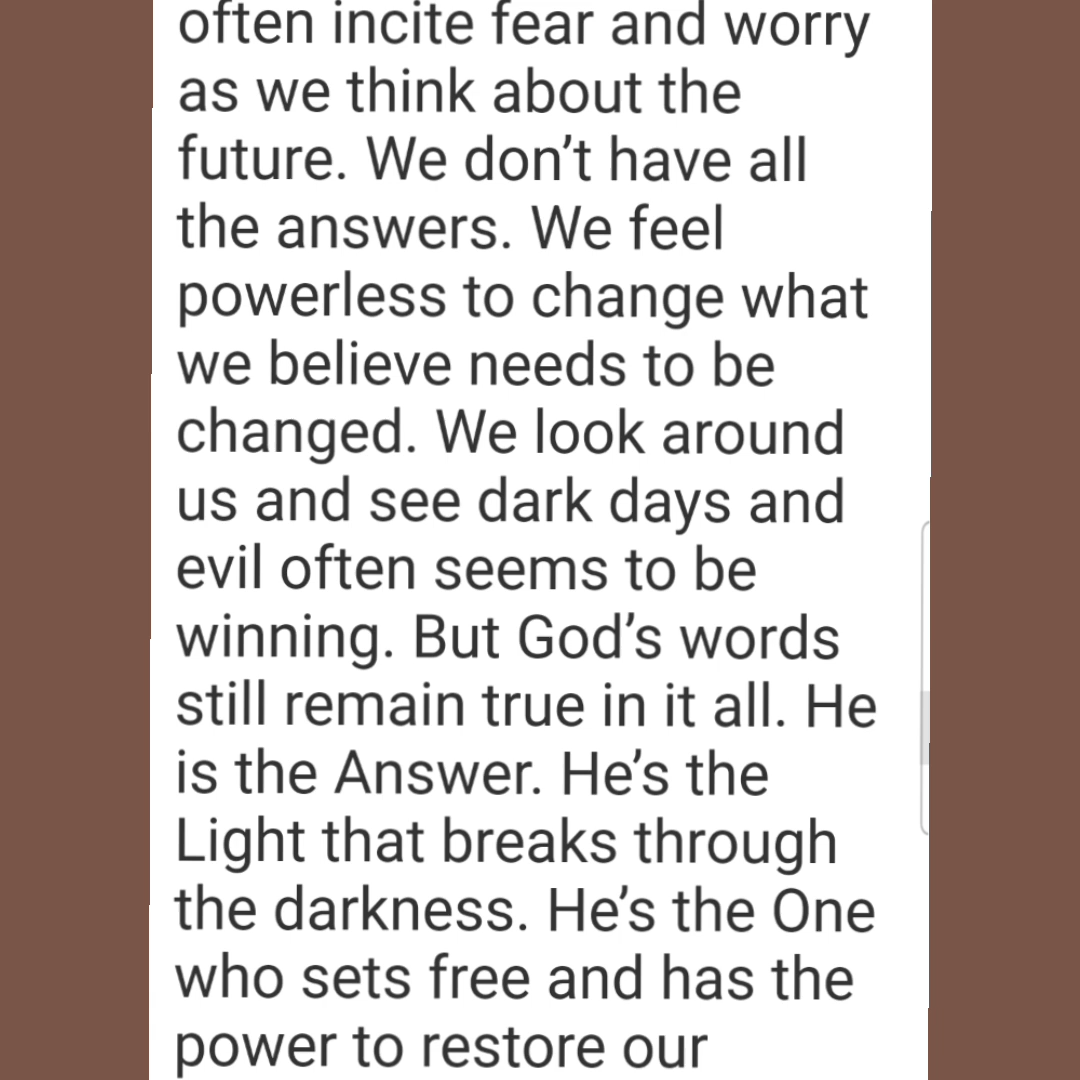 often incite fear and worry
as we think about the
future. We don’t have all
the answers. We feel
powerless to change what
we believe needs to be
changed. We look around
us and see dark days and
evil often seems to be
winning. But God’s words
still remain true in it all. He
is the Answer. He’s the
Light that breaks through
the darkness. He’s the One
who sets free and has the
power to restore our